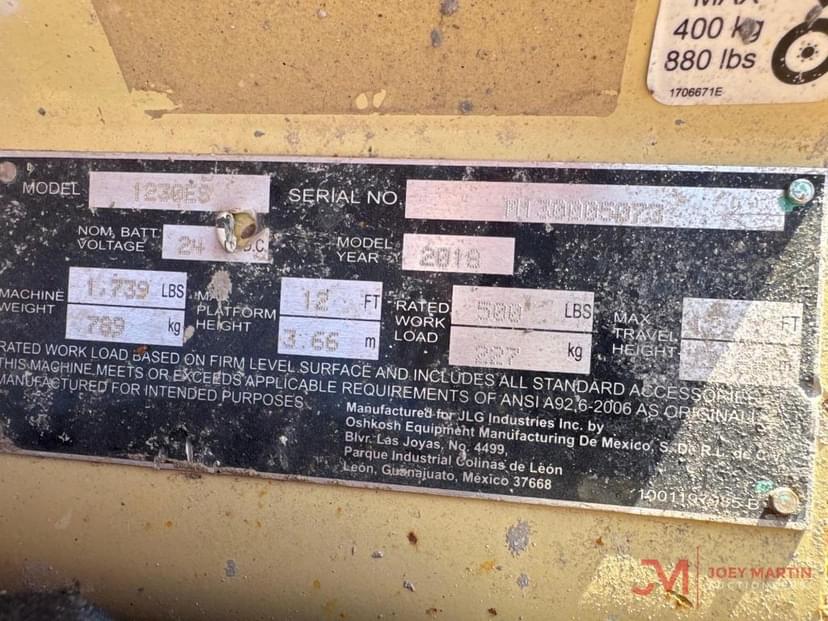 MAX
400 kg
880 lbs
1706671E
MODEL 1230ES SERIAL NO.
NOM. BATT. VOLTAGE 24 D.C.
MODEL YEAR 2018
MACHINE WEIGHT 1,739 LBS 789 kg
MAX PLATFORM HEIGHT 12 FT 3.66 m
RATED WORK LOAD 500 LBS 227 kg
MAX. TRAVEL HEIGHT: FT
RATED WORK LOAD BASED ON FIRM LEVEL SURFACE AND INCLUDES ALL STANDARD ACCESSORIES
THIS MACHINE MEETS OR EXCEEDS APPLICABLE REQUIREMENTS OF ANSI A92.6-2006 AS ORIGINALLY
MANUFACTURED FOR INTENDED PURPOSES
Manufactured for JLG Industries Inc. by
Oshkosh Equipment Manufacturing De Mexico, S. De R.L. de C.V.
Blvr. Las Joyas, No. 4499,
Parque Industrial Colinas de León
León, Guanajuato, México 37668
JM JOEY MARTIN
AUCTIONEERS